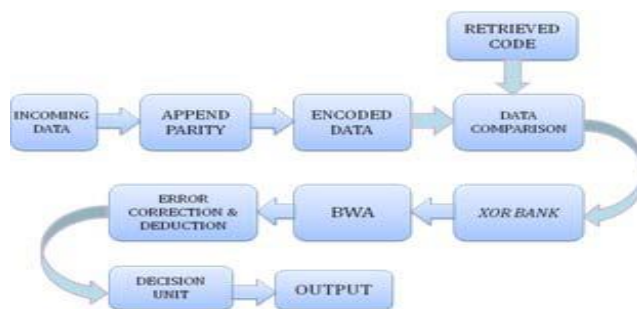 RETRIEVED
CODE
INCOMING
DATA
APPEND
PARITY
ENCODED
DATA
DATA
COMPARISON
ERROR
CORRECTION &
DEDUCTION
BWA
XOR BANK
DECISION
UNIT
OUTPUT